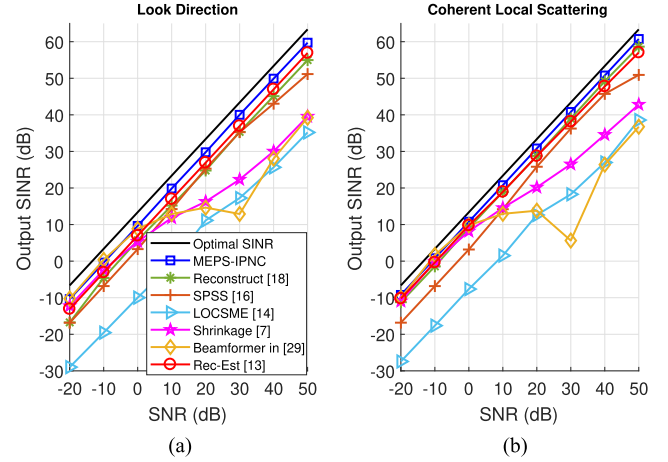 Look Direction
Output SINR (dB)
60
50
40
30
20
10
0
-10
-20
-30
-20
-10
0
10
20
30
40
50
SNR (dB)
Optimal SINR
MEPS-IPNC
Reconstruct [18]
SPSS [16]
LOCSME [14]
Shrinkage [7]
Beamformer in [29]
Rec-Est [13]
(a)
Coherent Local Scattering
Output SINR (dB)
60
50
40
30
20
10
0
-10
-20
-30
-20
-10
0
10
20
30
40
50
SNR (dB)
(b)